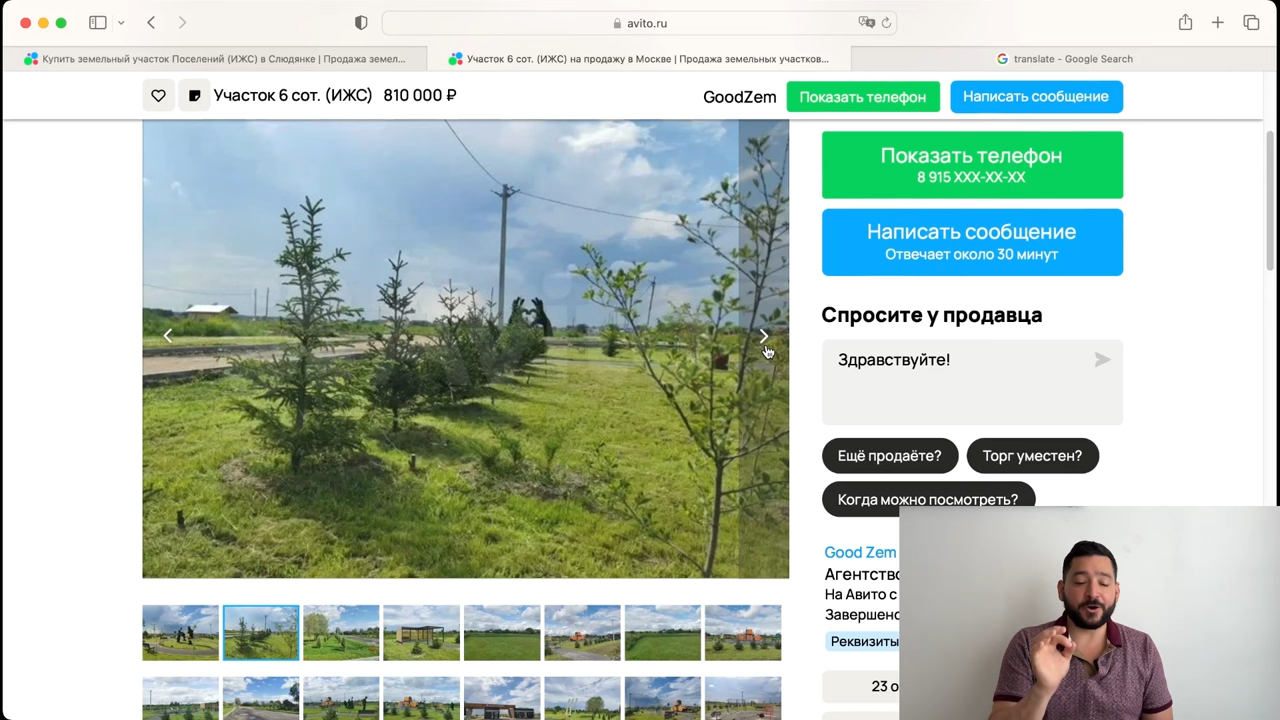 avito.ru
Купить земельный участок Поселений (ИЖС) в Слюдянке | Продажа земел...
Участок 6 сот. (ИЖС) на продажу в Москве | Продажа земельных участков...
translate - Google Search
Участок 6 сот. (ИЖС) 810 000 ₽
GoodZem
Показать телефон
Написать сообщение
Показать телефон
8 915 XXX-XX-XX
Написать сообщение
Отвечает около 30 минут
Спросите у продавца
Здравствуйте!
Ещё продаёте?
Торг уместен?
Когда можно посмотреть?
Good Zem
Агентство
На Авито с
Завершено
Реквизиты
23 о